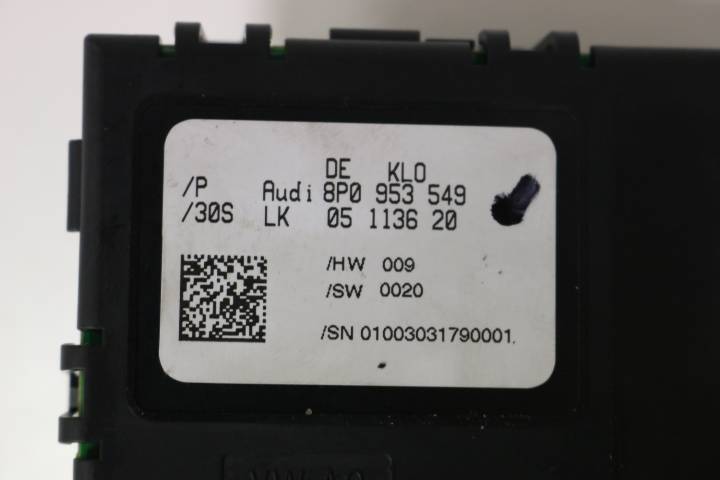 DE KLO
/P Audi 8P0 953 549
/30S LK 05 1136 20
/HW 009
/SW 0020
/SN 01003031790001.